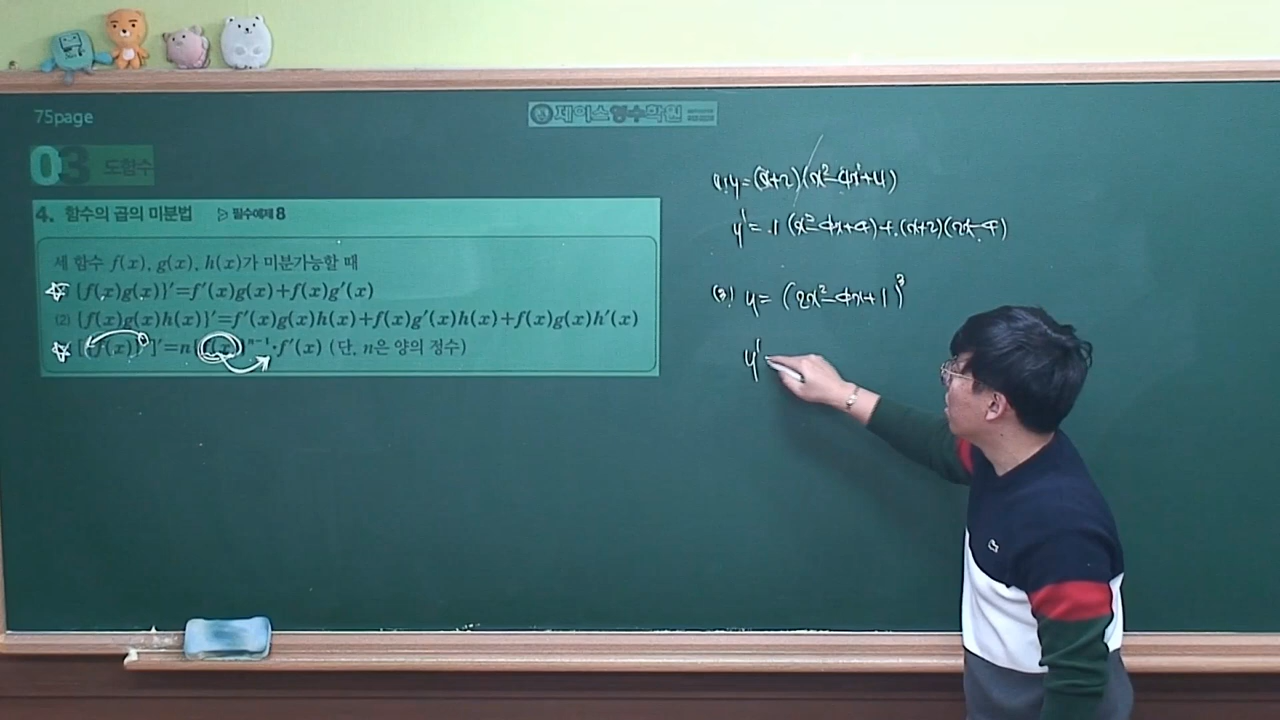 75page
제이스영수학원
03 도함수
4. 함수의 곱의 미분법 ▷ 필수예제 8
세 함수 f(x), g(x), h(x)가 미분가능할 때
{f(x)g(x)}′=f′(x)g(x)+f(x)g′(x)
(2) {f(x)g(x)h(x)}′=f′(x)g(x)h(x)+f(x)g′(x)h(x)+f(x)g(x)h′(x)
[{f(x)}ⁿ]′=n{f(x)}ⁿ⁻¹·f′(x) (단, n은 양의 정수)
(1) y=(x+2)(x²-4x+4)
y′=1(x²-4x+4)+(x+2)(2x-4)
(3) y=(2x²-4x+1)³
y′